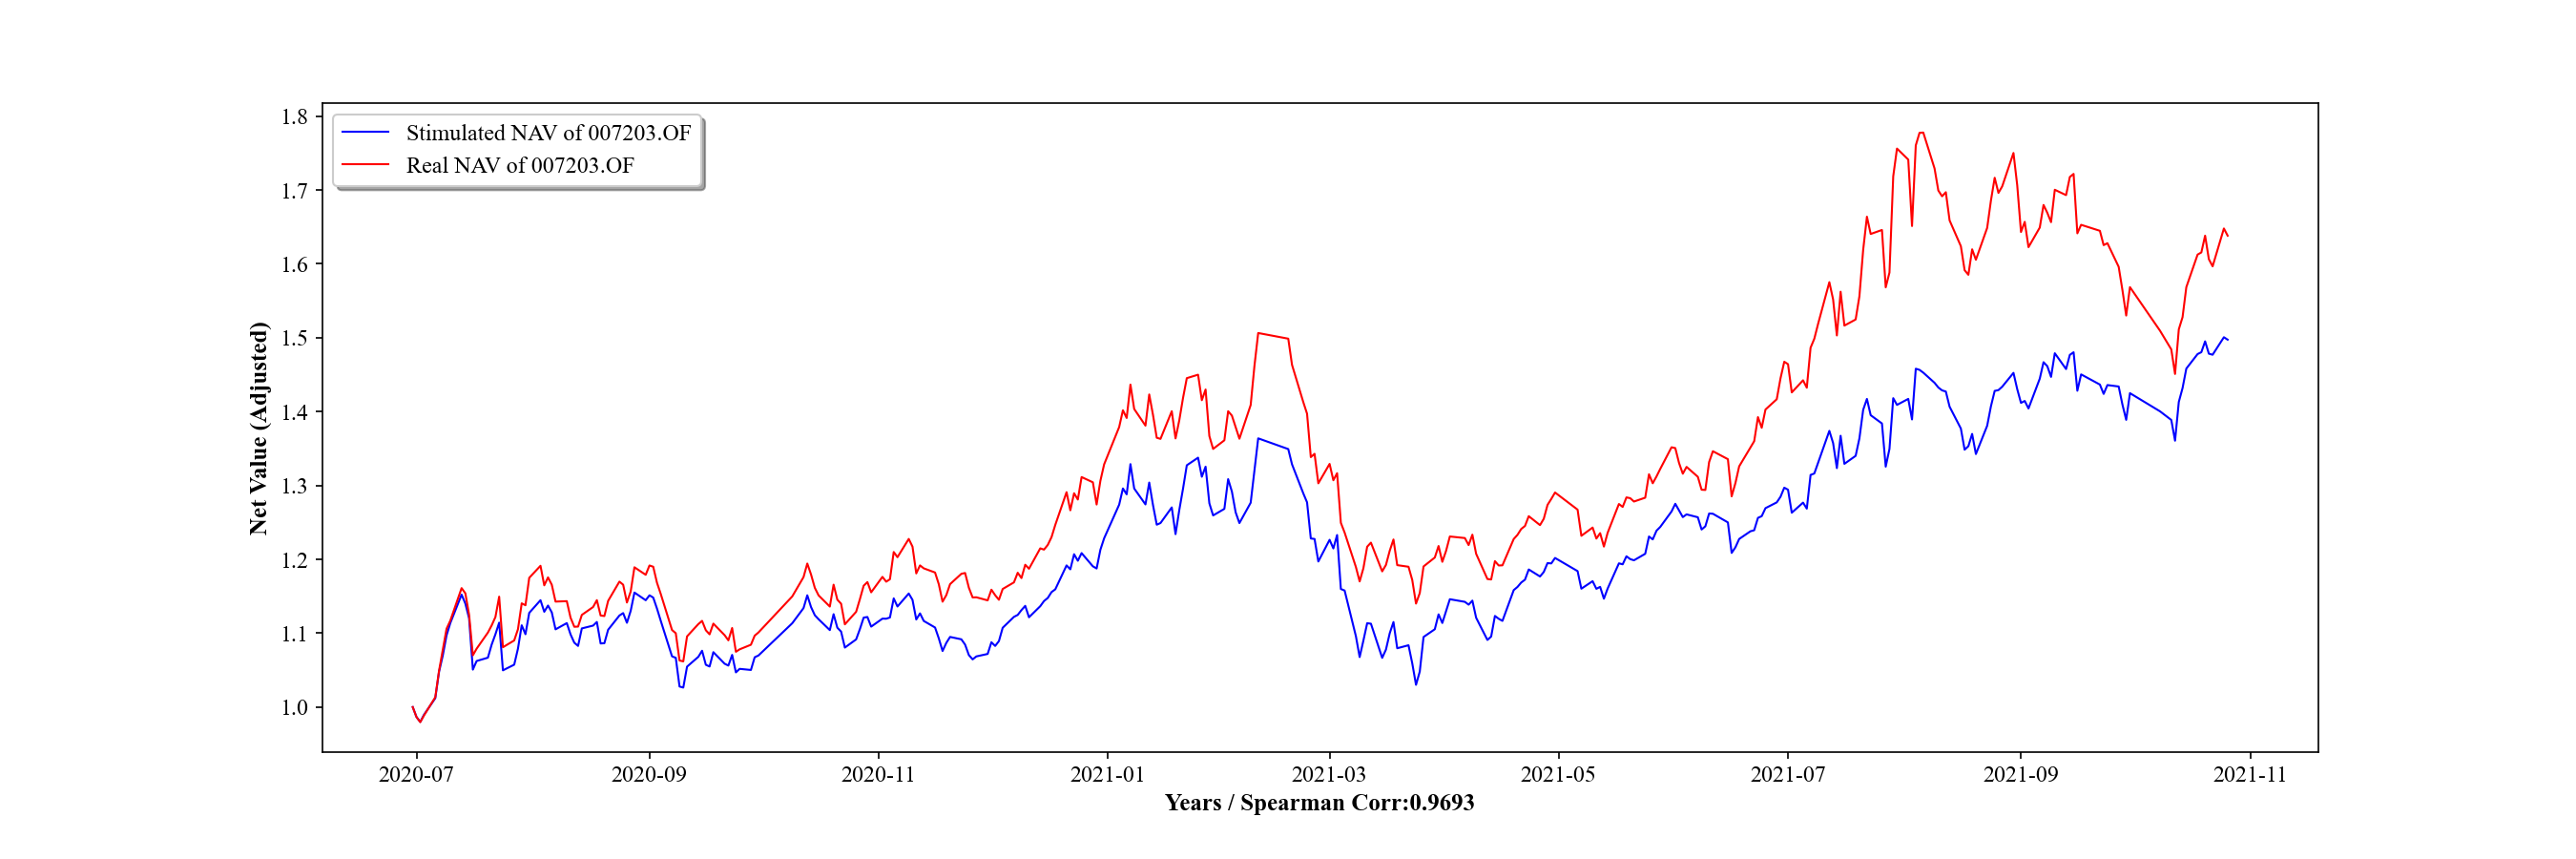 Stimulated NAV of 007203.OF
Real NAV of 007203.OF
Net Value (Adjusted)
1.8
1.7
1.6
1.5
1.4
1.3
1.2
1.1
1.0
2020-07 2020-09 2020-11 2021-01 2021-03 2021-05 2021-07 2021-09 2021-11
Years / Spearman Corr:0.9693